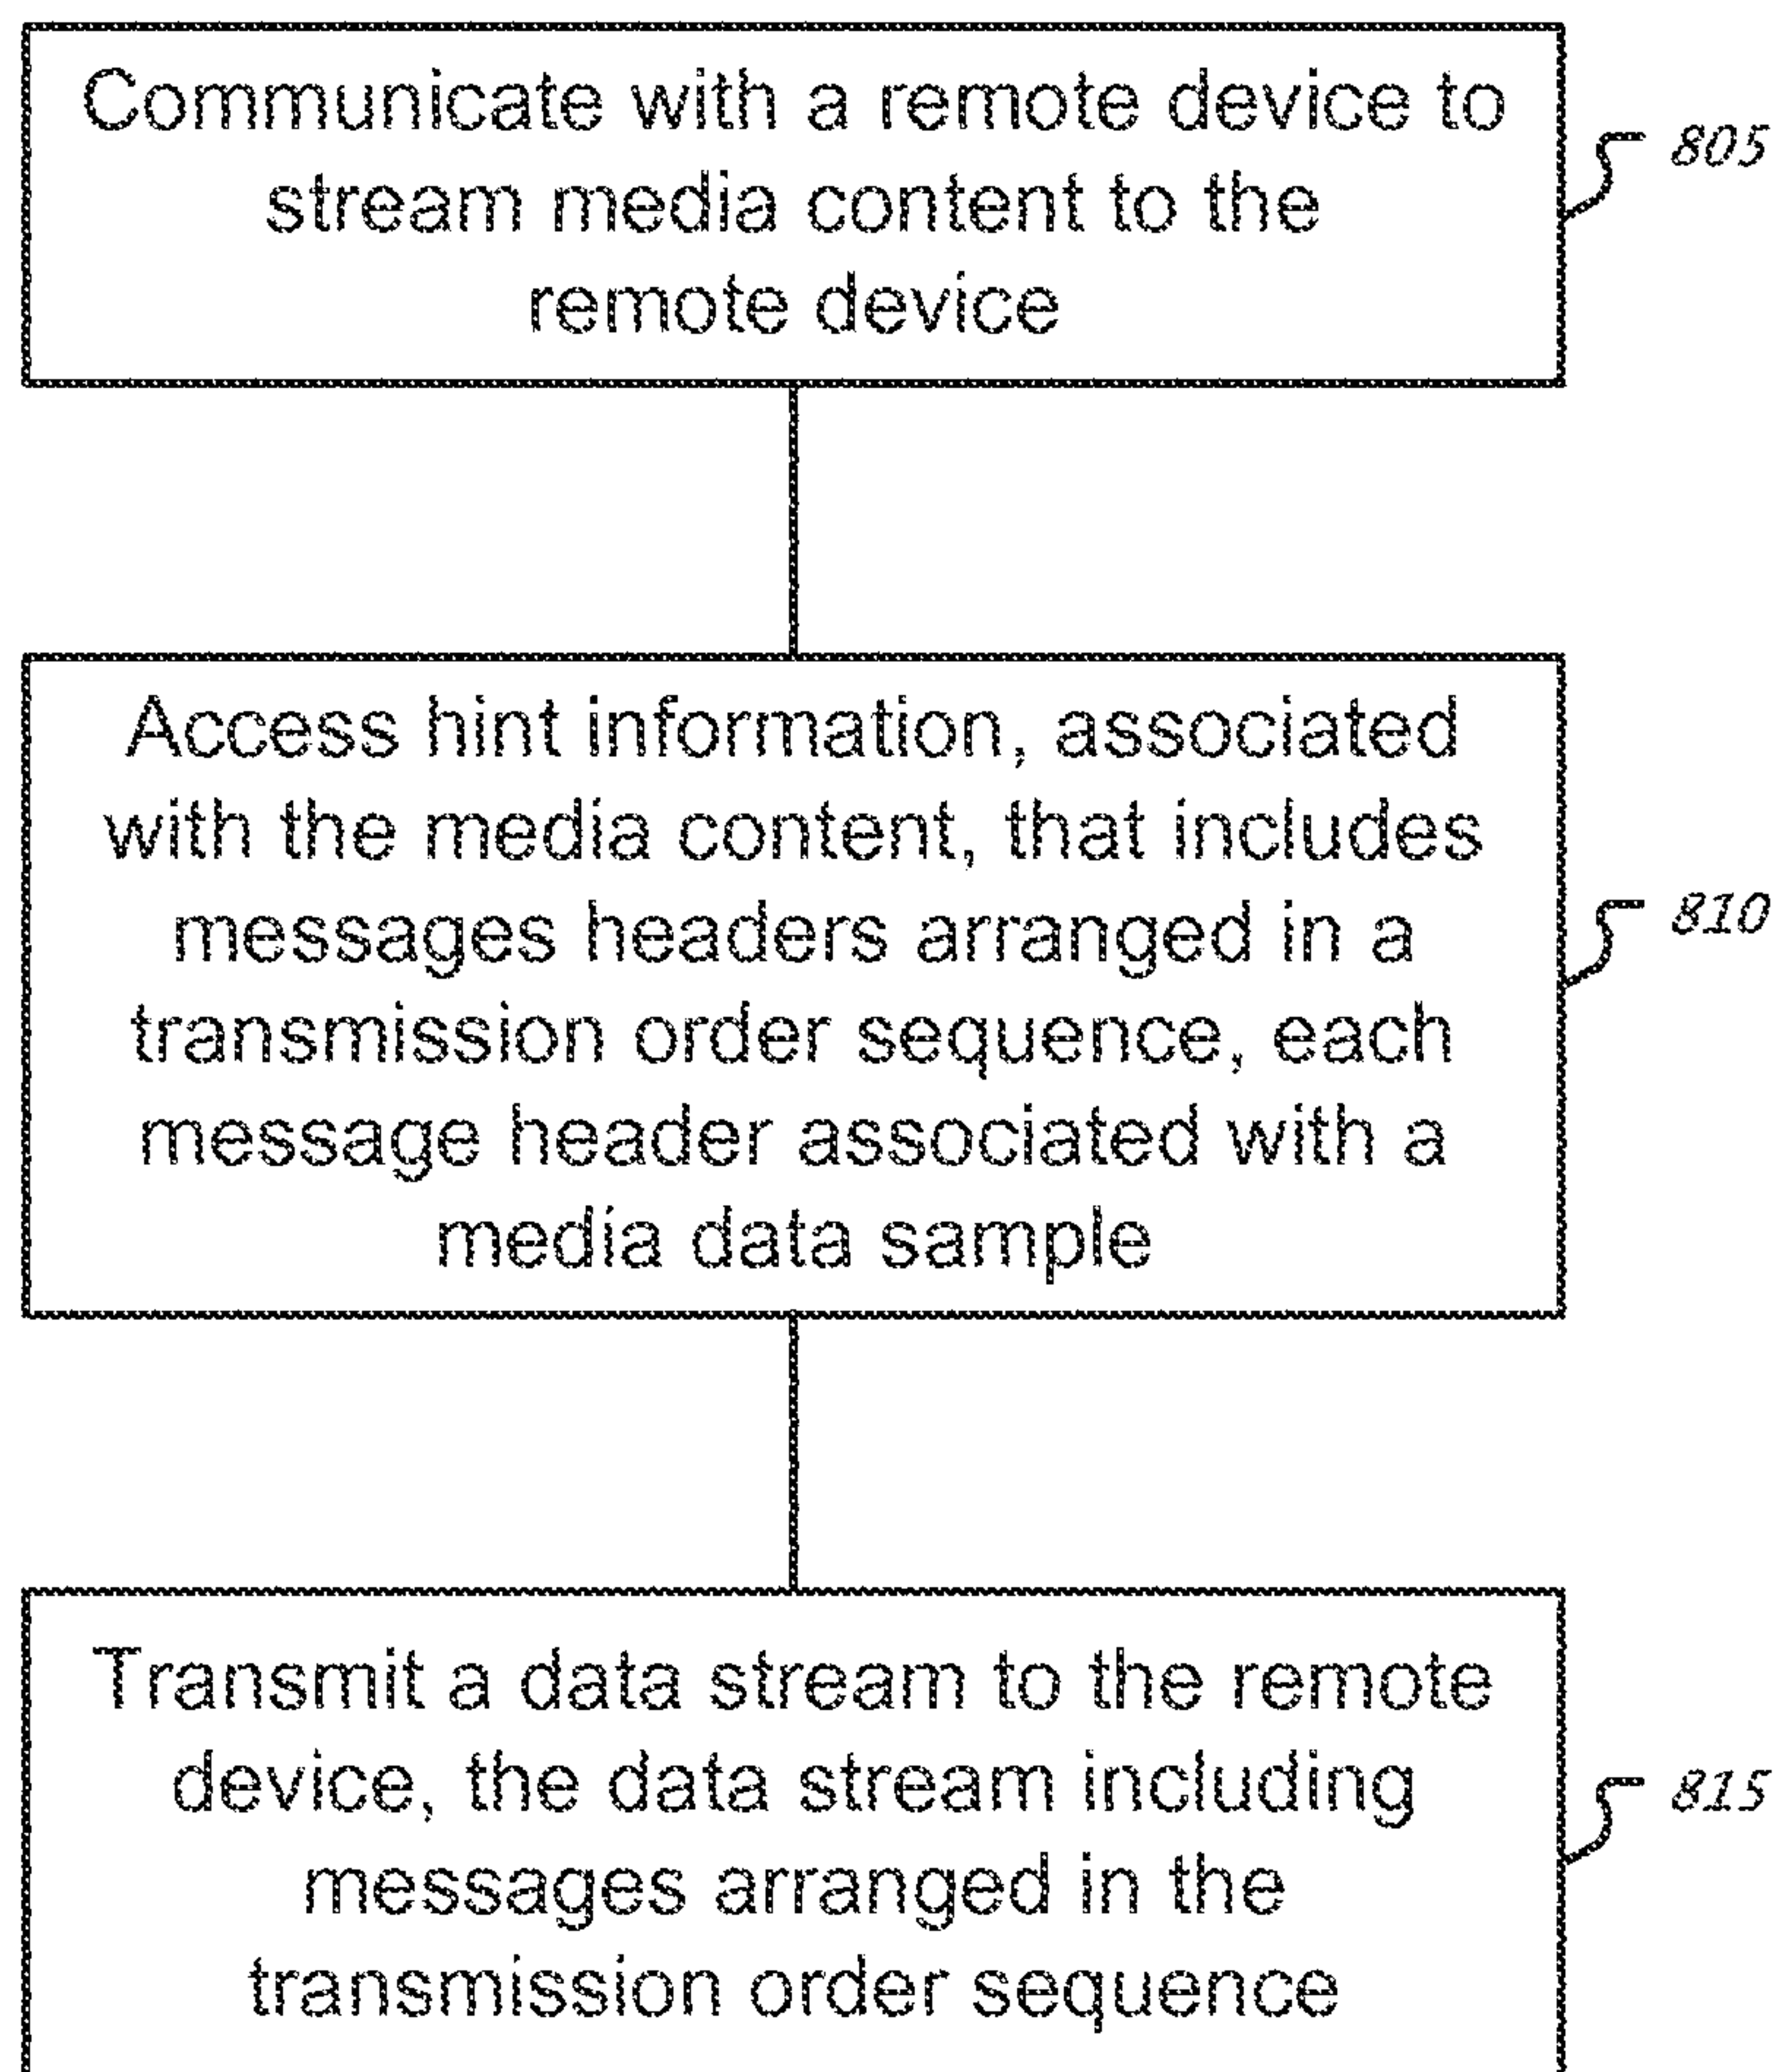 Communicate with a remote device to
stream media content to the
remote device
805
Access hint information, associated
with the media content, that includes
messages headers arranged in a
transmission order sequence, each
message header associated with a
media data sample
810
Transmit a data stream to the remote
device, the data stream including
messages arranged in the
transmission order sequence
815